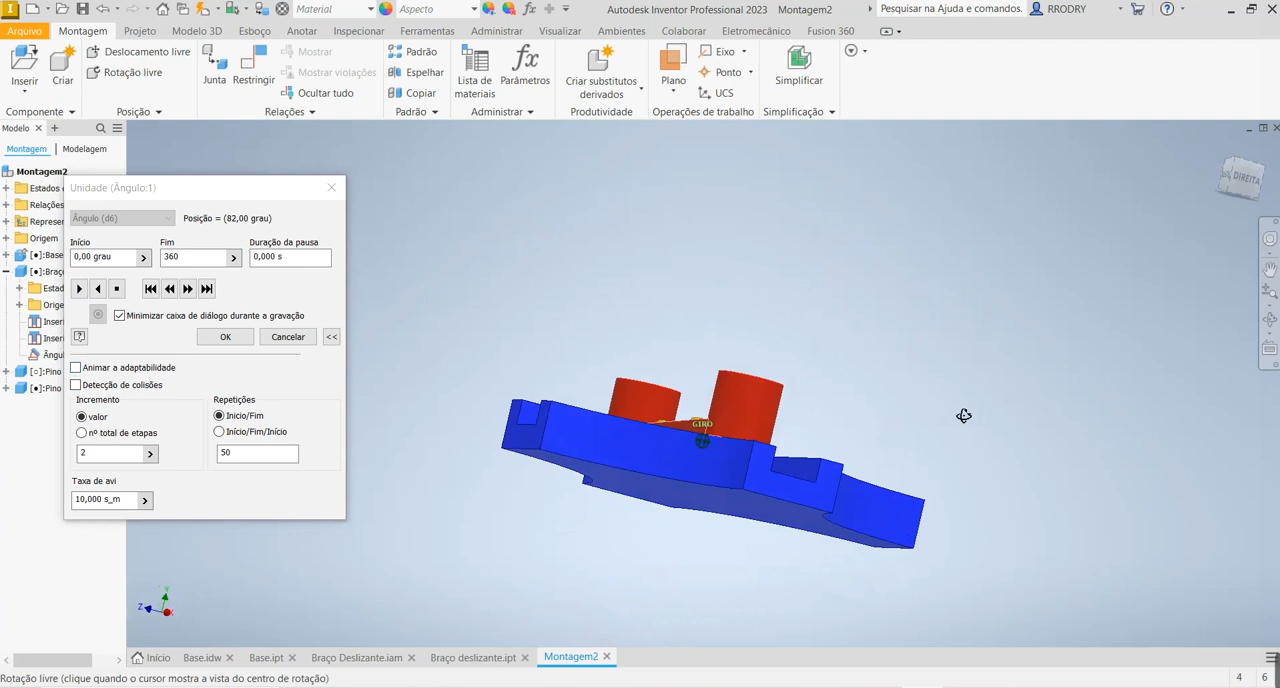 Material
Aspecto
Autodesk Inventor Professional 2023 Montagem2
Pesquisar na Ajuda e comandos.
RRODRY
Arquivo Montagem Projeto Modelo 3D Esboço Anotar Inspecionar Ferramentas Administrar Visualizar Ambientes Colaborar Eletromecânico Fusion 360
Inserir
Criar
Deslocamento livre
Rotação livre
Junta
Restringir
Mostrar
Mostrar violações
Ocultar tudo
Padrão
Espelhar
Copiar
Lista de materiais
Parâmetros
Criar substitutos derivados
Plano
Eixo
Ponto
UCS
Simplificar
Componente Posição Relações Padrão Administrar Produtividade Operações de trabalho Simplificação
Modelo
Montagem Modelagem
Montagem2
Estados
Relações
Represer
Origem
[●]:Base
[●]:Braço
Estad
Orige
Inseri
Inseri
Ângul
[○]:Pino
[●]:Pino
Unidade (Ângulo:1)
Ângulo (d6)
Posição = (82,00 grau)
Início Fim Duração da pausa
0,00 grau 360 0,000 s
Minimizar caixa de diálogo durante a gravação
OK Cancelar <<
Animar a adaptabilidade
Detecção de colisões
Incremento Repetições
valor Inicio/Fim
nº total de etapas Início/Fim/Início
2 50
Taxa de avi
10,000 s_m
GIRO
DIREITA
Y
Z
X
Início Base.idw Base.ipt Braço Deslizante.iam Braço deslizante.ipt Montagem2
Rotação livre (clique quando o cursor mostra a vista do centro de rotação)
4 6